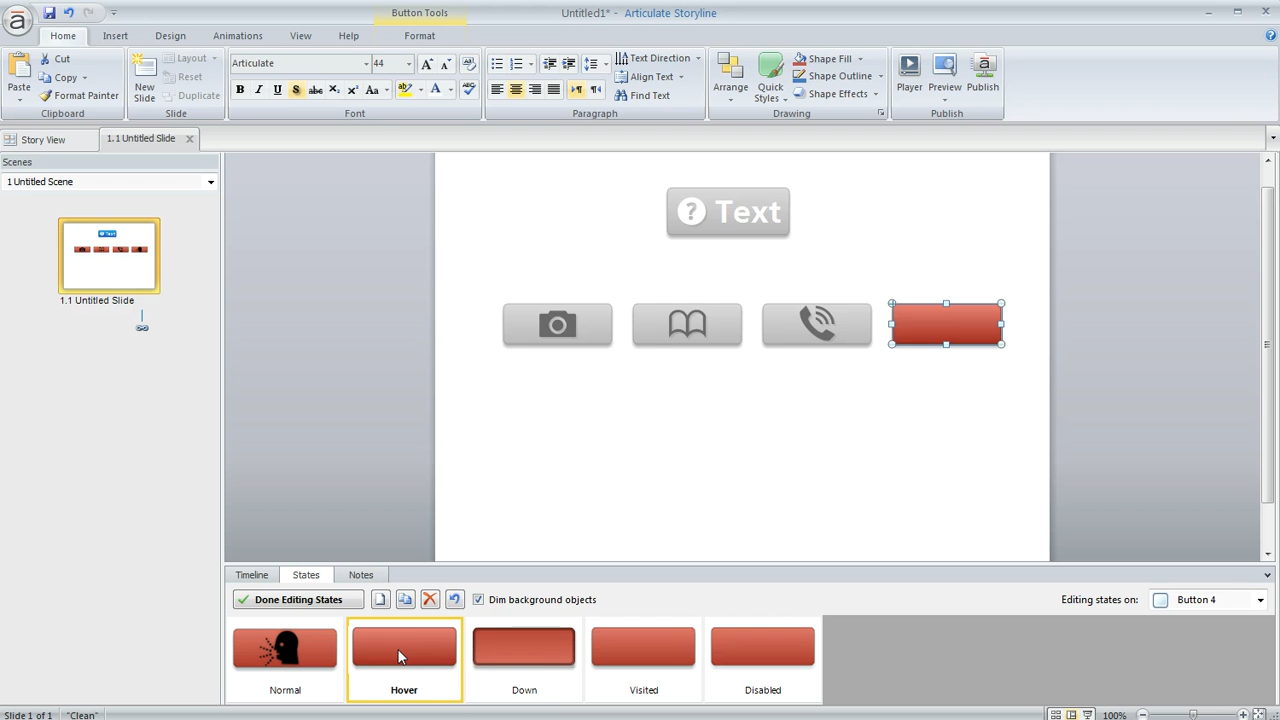 Button Tools
Untitled1* - Articulate Storyline
Home Insert Design Animations View Help Format
Paste
Cut
Copy
Format Painter
Clipboard
New Slide
Layout
Reset
Duplicate
Slide
Articulate 44
B I U S abc Aa A
Font
Text Direction
Align Text
Find Text
Paragraph
Arrange
Quick Styles
Shape Fill
Shape Outline
Shape Effects
Drawing
Player Preview Publish
Publish
Story View
1.1 Untitled Slide
Scenes
1 Untitled Scene
Text
1.1 Untitled Slide
? Text
Timeline States Notes
Done Editing States
Dim background objects
Editing states on: Button 4
Normal Hover Down Visited Disabled
Slide 1 of 1 "Clean" 100%